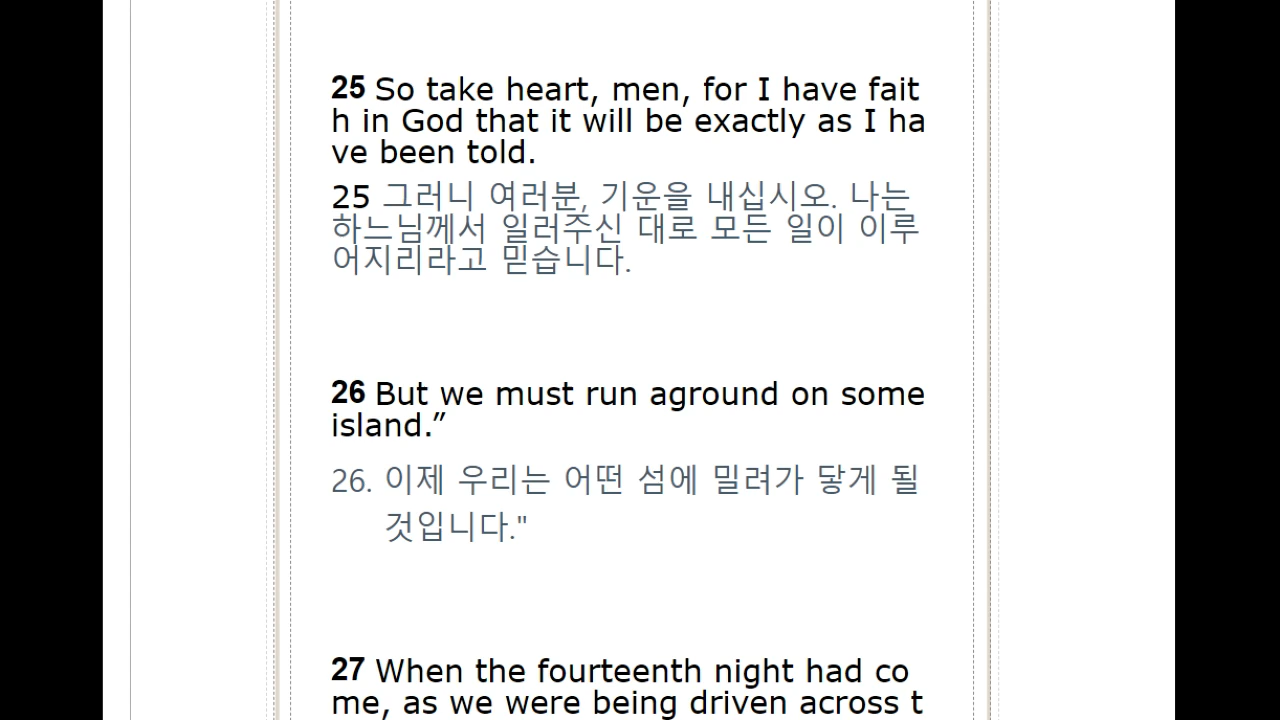 25 So take heart, men, for I have fait
h in God that it will be exactly as I ha
ve been told.
25 그러니 여러분, 기운을 내십시오. 나는
하느님께서 일러주신 대로 모든 일이 이루
어지리라고 믿습니다.
26 But we must run aground on some
island.”
26. 이제 우리는 어떤 섬에 밀려가 닿게 될
것입니다."
27 When the fourteenth night had co
me, as we were being driven across t